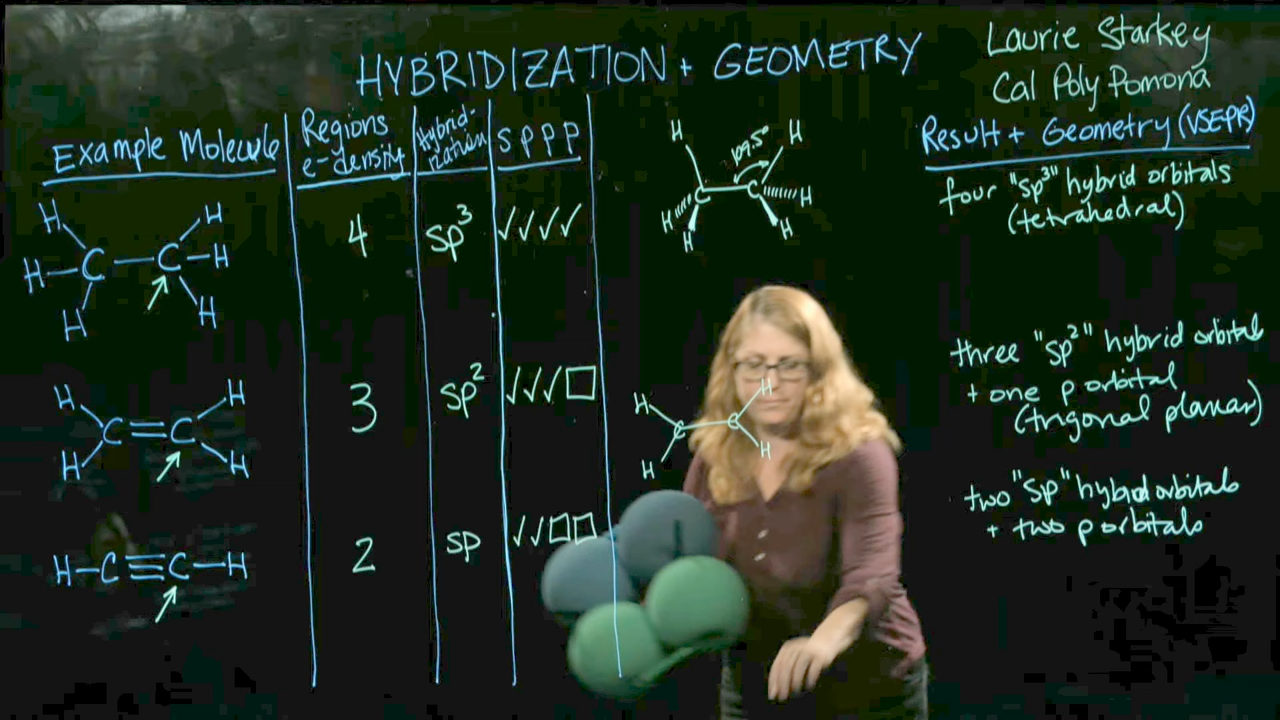 HYBRIDIZATION + GEOMETRY
Laurie Starkey
Cal Poly Pomona
Example Molecule
Regions
e- density
Hybrid-
ization
S P P P
Result + Geometry (VSEPR)
H H
H-C-C-H
H H
4
sp³
✓✓✓✓
H 109.5° H
C C H
H H H
four "sp³" hybrid orbitals
(tetrahedral)
H H
C=C
H H
3
sp²
✓✓✓□
H H
C C
H H
three "sp²" hybrid orbitals
+ one p orbital
(trigonal planar)
H-C≡C-H
2
sp
✓✓□□
two "sp" hybrid orbitals
+ two p orbitals